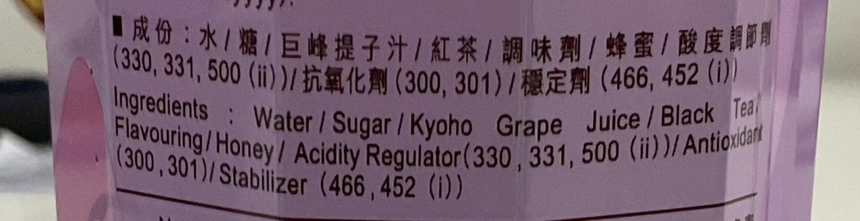 ■ 成份：水 / 糖 / 巨峰提子汁 / 紅茶 / 調味劑 / 蜂蜜 / 酸度調節劑
(330, 331, 500 (ii)) / 抗氧化劑 (300, 301) / 穩定劑 (466, 452 (i))
Ingredients : Water / Sugar / Kyoho Grape Juice / Black Tea/
Flavouring / Honey / Acidity Regulator(330, 331, 500 (ii)) / Antioxidant
(300, 301) / Stabilizer (466, 452 (i))